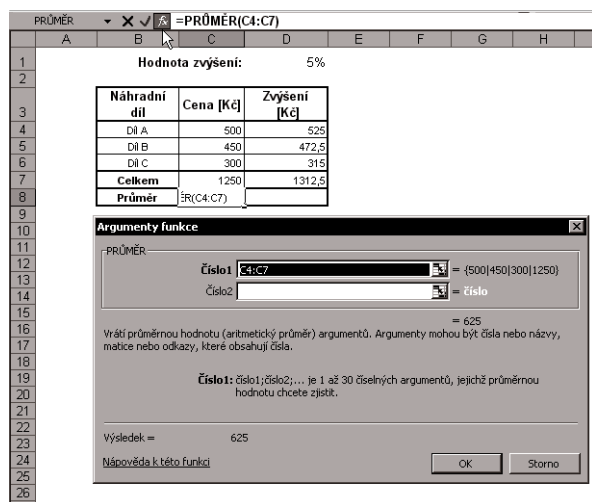 PRŮMĚR =PRŮMĚR(C4:C7)
A B C D E F G H
1 Hodnota zvýšení: 5%
2
3 Náhradní díl Cena [Kč] Zvýšení [Kč]
4 Díl A 500 525
5 Díl B 450 472,5
6 Díl C 300 315
7 Celkem 1250 1312,5
8 Průměr ĚR(C4:C7)
9
10 Argumenty funkce
11 PRŮMĚR
12 Číslo1 C4:C7 = {500|450|300|1250}
13
14 Číslo2 = číslo
15
= 625
16 Vrátí průměrnou hodnotu (aritmetický průměr) argumentů. Argumenty mohou být čísla nebo názvy,
17 matice nebo odkazy, které obsahují čísla.
18
19 Číslo1: číslo1;číslo2;... je 1 až 30 číselných argumentů, jejichž průměrnou
20 hodnotu chcete zjistit.
21
22
23 Výsledek = 625
24 Nápověda k této funkci OK Storno
25
26